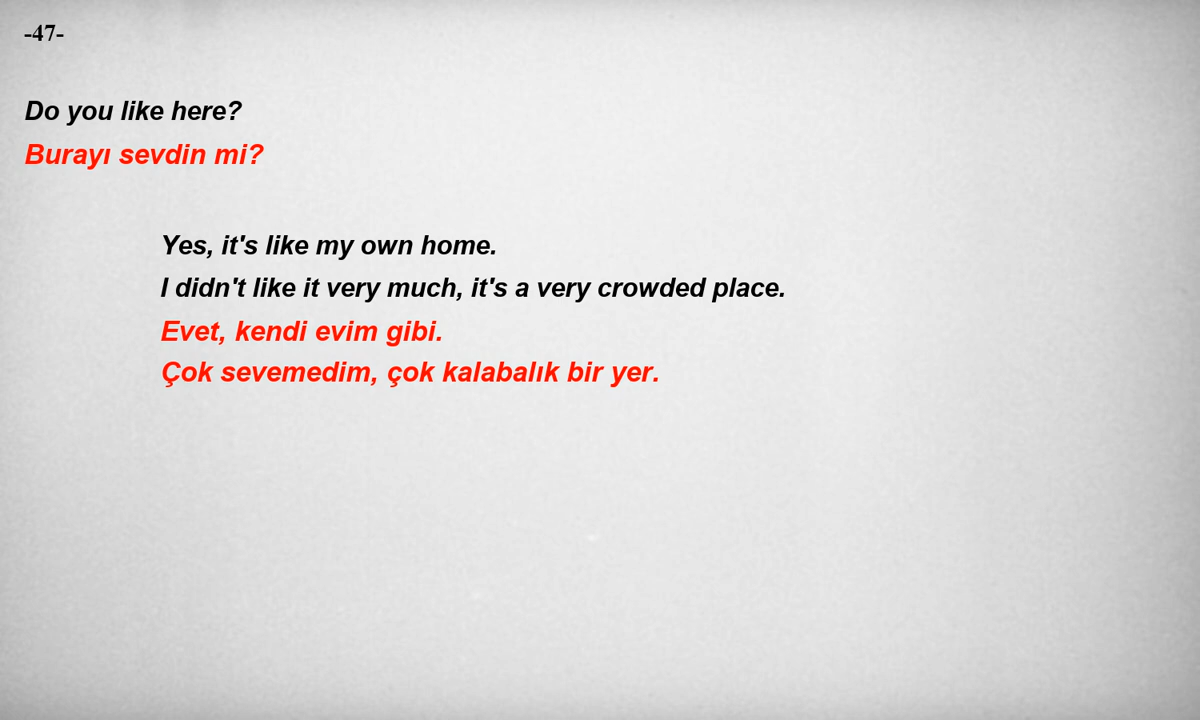 -47-
Do you like here?
Burayı sevdin mi?
Yes, it's like my own home.
I didn't like it very much, it's a very crowded place.
Evet, kendi evim gibi.
Çok sevemedim, çok kalabalık bir yer.